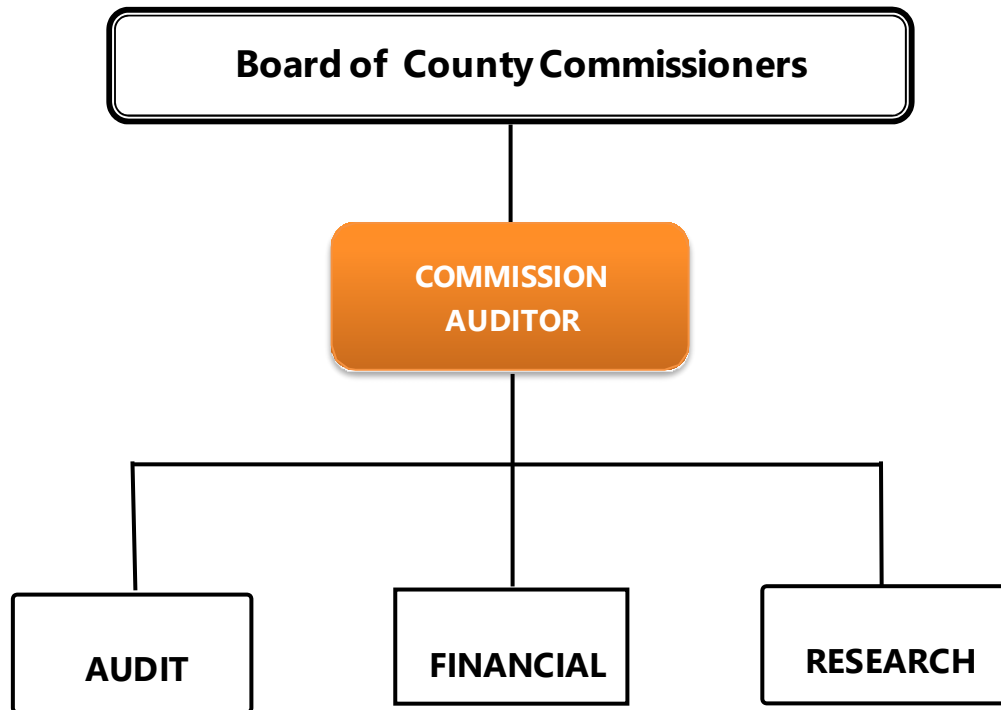 Board of County Commissioners
COMMISSION
AUDITOR
AUDIT
FINANCIAL
RESEARCH